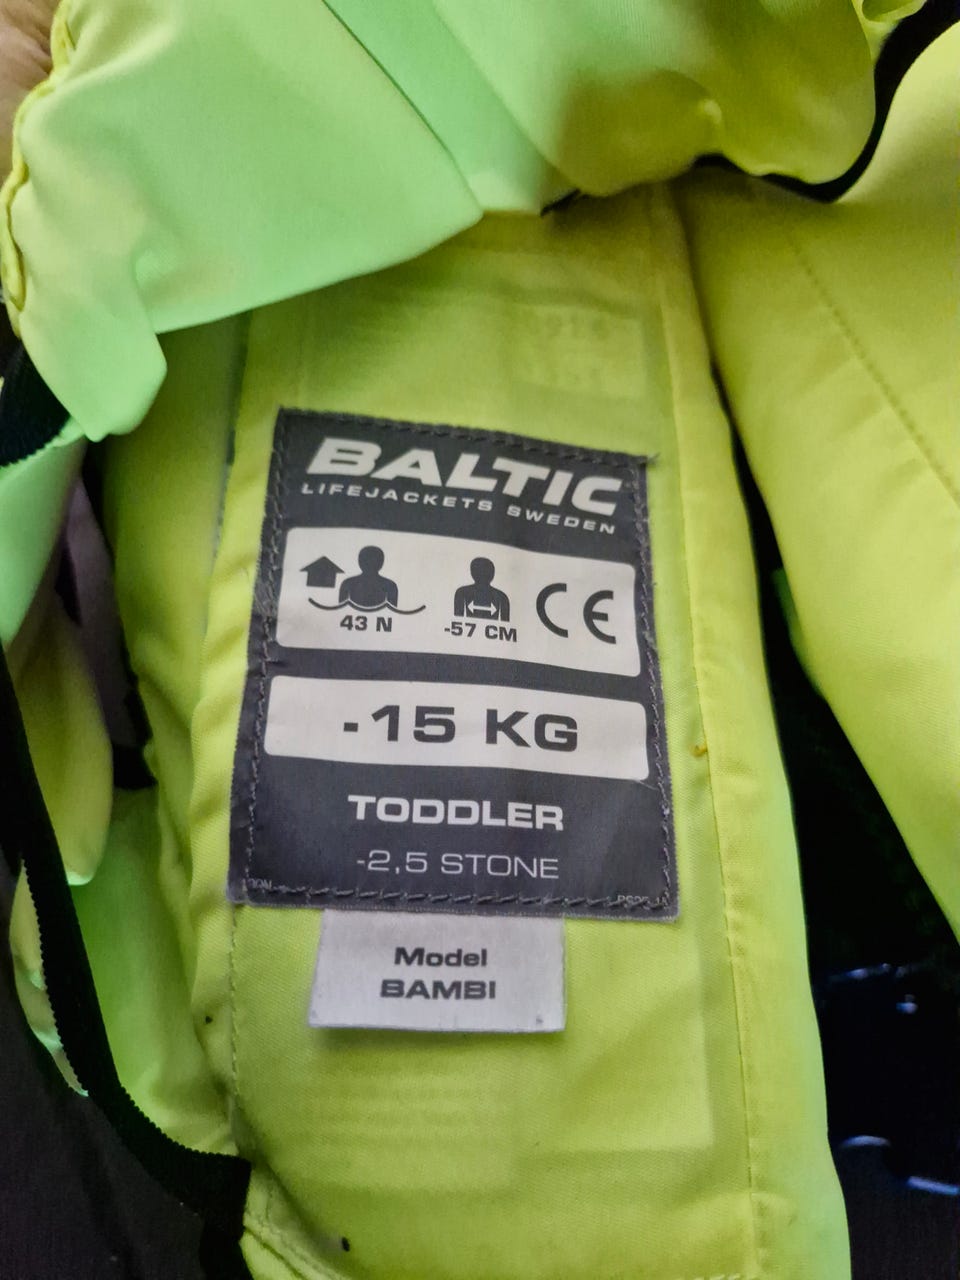 BALTIC
LIFEJACKETS SWEDEN
43 N
-57 CM
CE
-15 KG
TODDLER
-2,5 STONE
Model
BAMBI